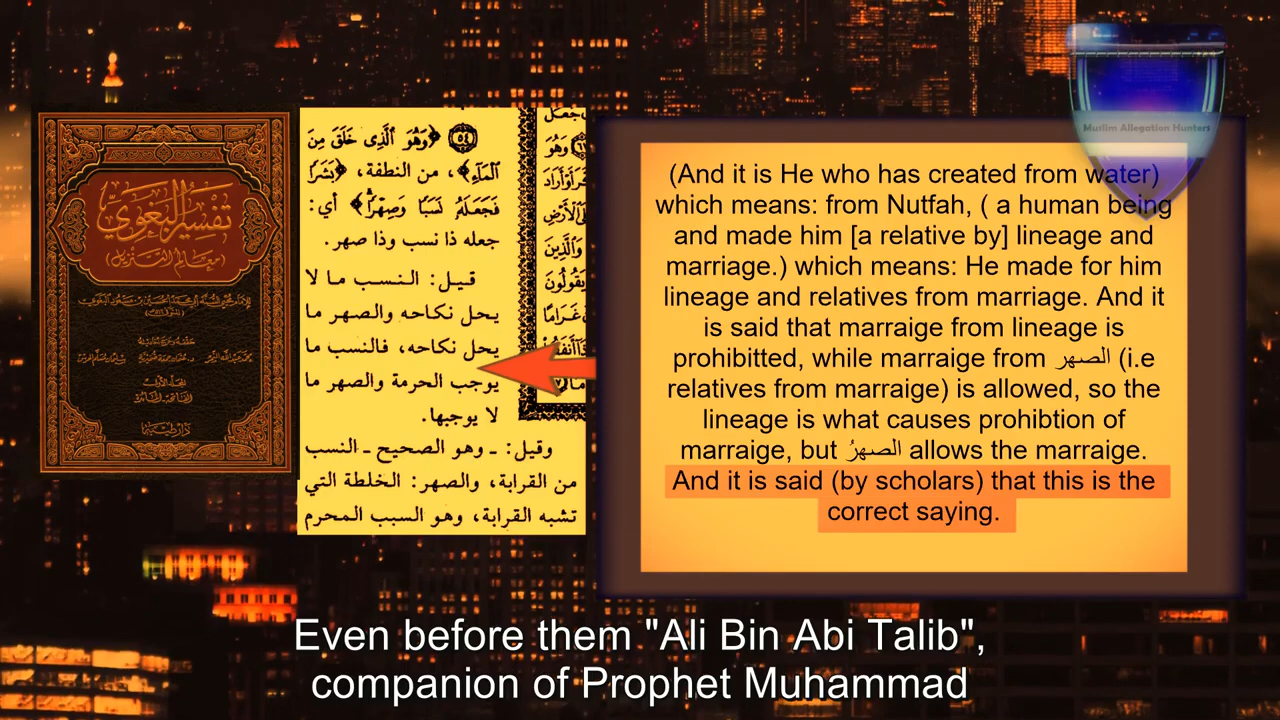 تفسير البغوي
(معالم التنزيل)
دار طيبة
﴿وَهُوَ ٱلَّذِى خَلَقَ مِنَ
ٱلْمَآءِ﴾، من النطفة، ﴿بَشَرًا
فَجَعَلَهُۥ نَسَبًا وَصِهْرًا﴾ أي:
جعله ذا نسب وذا صهر.
قيل: النسب ما لا
يحل نكاحه والصهر ما
يحل نكاحه، فالنسب ما
يوجب الحرمة والصهر ما
لا يوجبها.
وقيل: - وهو الصحيح - النسب
من القرابة، والصهر: الخلطة التي
تشبه القرابة، وهو السبب المحرم
Muslim Allegation Hunters
(And it is He who has created from water)
which means: from Nutfah, ( a human being
and made him [a relative by] lineage and
marriage.) which means: He made for him
lineage and relatives from marriage. And it
is said that marraige from lineage is
prohibitted, while marraige from الصهر (i.e
relatives from marraige) is allowed, so the
lineage is what causes prohibtion of
marraige, but الصهرُ allows the marraige.
And it is said (by scholars) that this is the
correct saying.
Even before them "Ali Bin Abi Talib",
companion of Prophet Muhammad